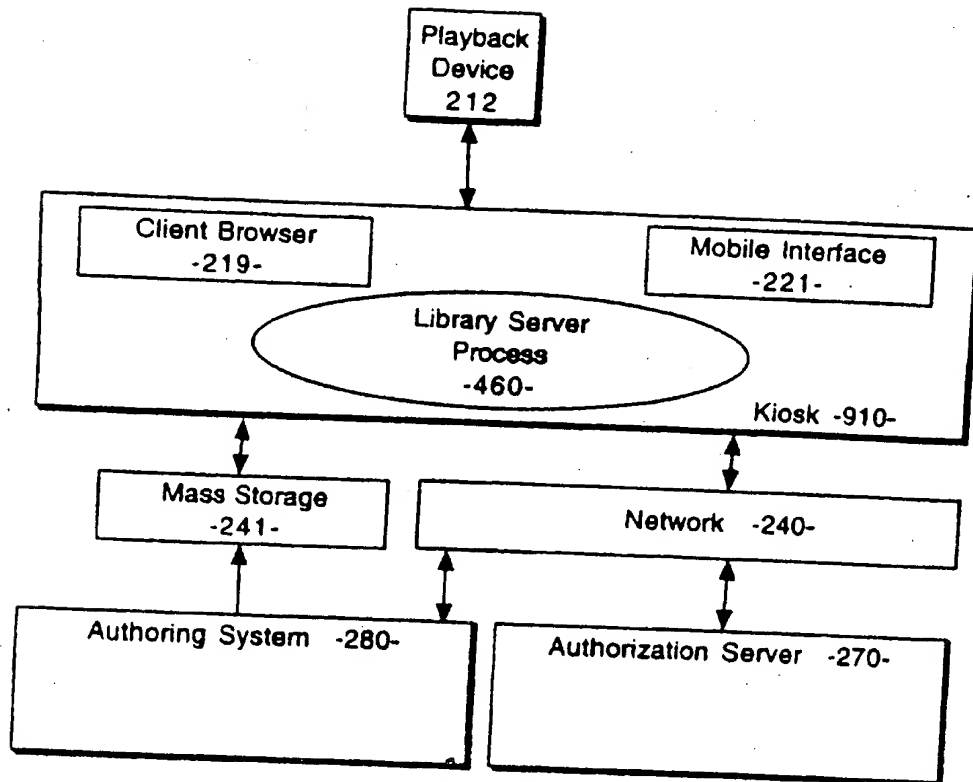 Playback
Device
212
Client Browser
-219-
Mobile Interface
-221-
Library Server
Process
-460-
Kiosk -910-
Mass Storage
-241-
Network -240-
Authoring System -280-
Authorization Server -270-